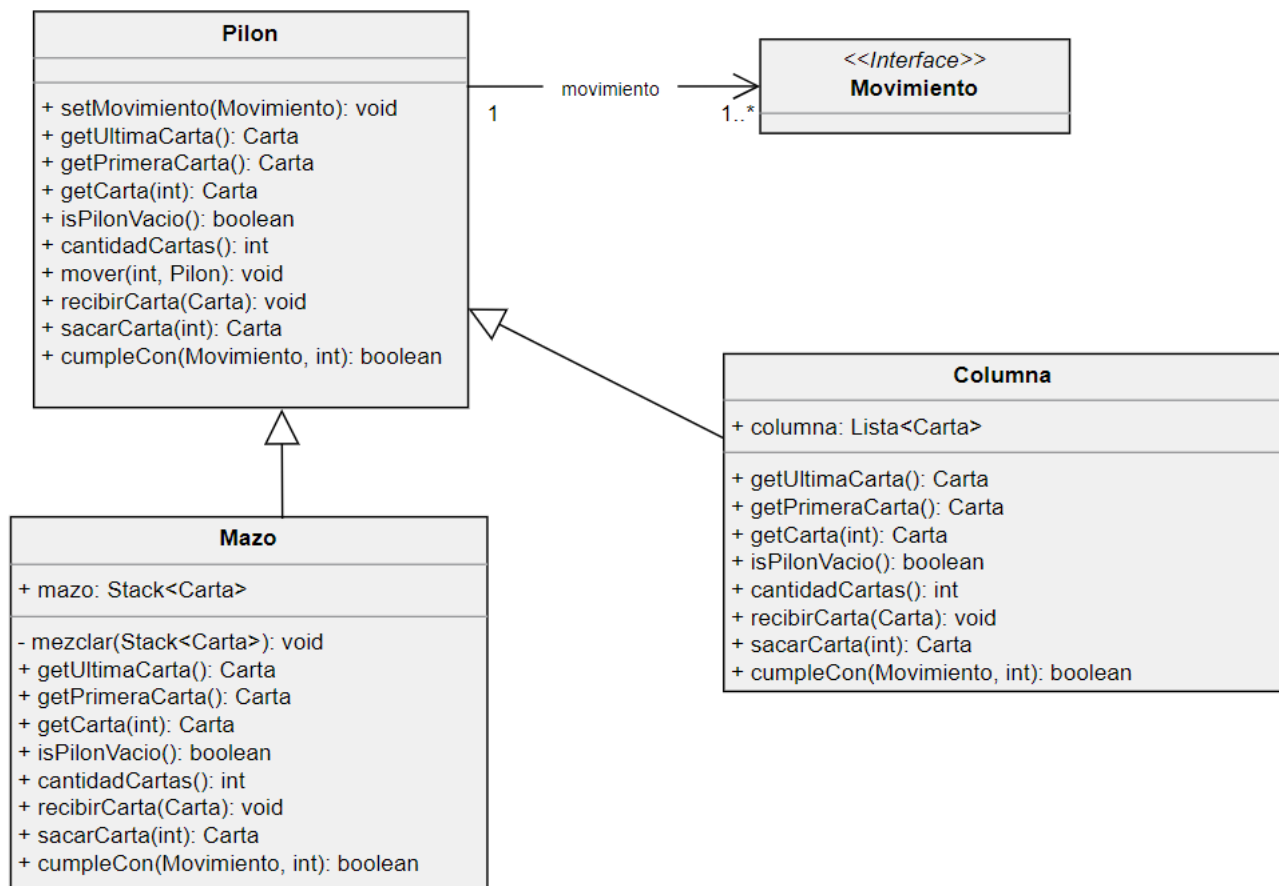 Pilon
+ setMovimiento(Movimiento): void
+ getUltimaCarta(): Carta
+ getPrimeraCarta(): Carta
+ getCarta(int): Carta
+ isPilonVacio(): boolean
+ cantidadCartas(): int
+ mover(int, Pilon): void
+ recibirCarta(Carta): void
+ sacarCarta(int): Carta
+ cumpleCon(Movimiento, int): boolean
movimiento
1
1..*
<<Interface>>
Movimiento
Columna
+ columna: Lista<Carta>
+ getUltimaCarta(): Carta
+ getPrimeraCarta(): Carta
+ getCarta(int): Carta
+ isPilonVacio(): boolean
+ cantidadCartas(): int
+ recibirCarta(Carta): void
+ sacarCarta(int): Carta
+ cumpleCon(Movimiento, int): boolean
Mazo
+ mazo: Stack<Carta>
- mezclar(Stack<Carta>): void
+ getUltimaCarta(): Carta
+ getPrimeraCarta(): Carta
+ getCarta(int): Carta
+ isPilonVacio(): boolean
+ cantidadCartas(): int
+ recibirCarta(Carta): void
+ sacarCarta(int): Carta
+ cumpleCon(Movimiento, int): boolean